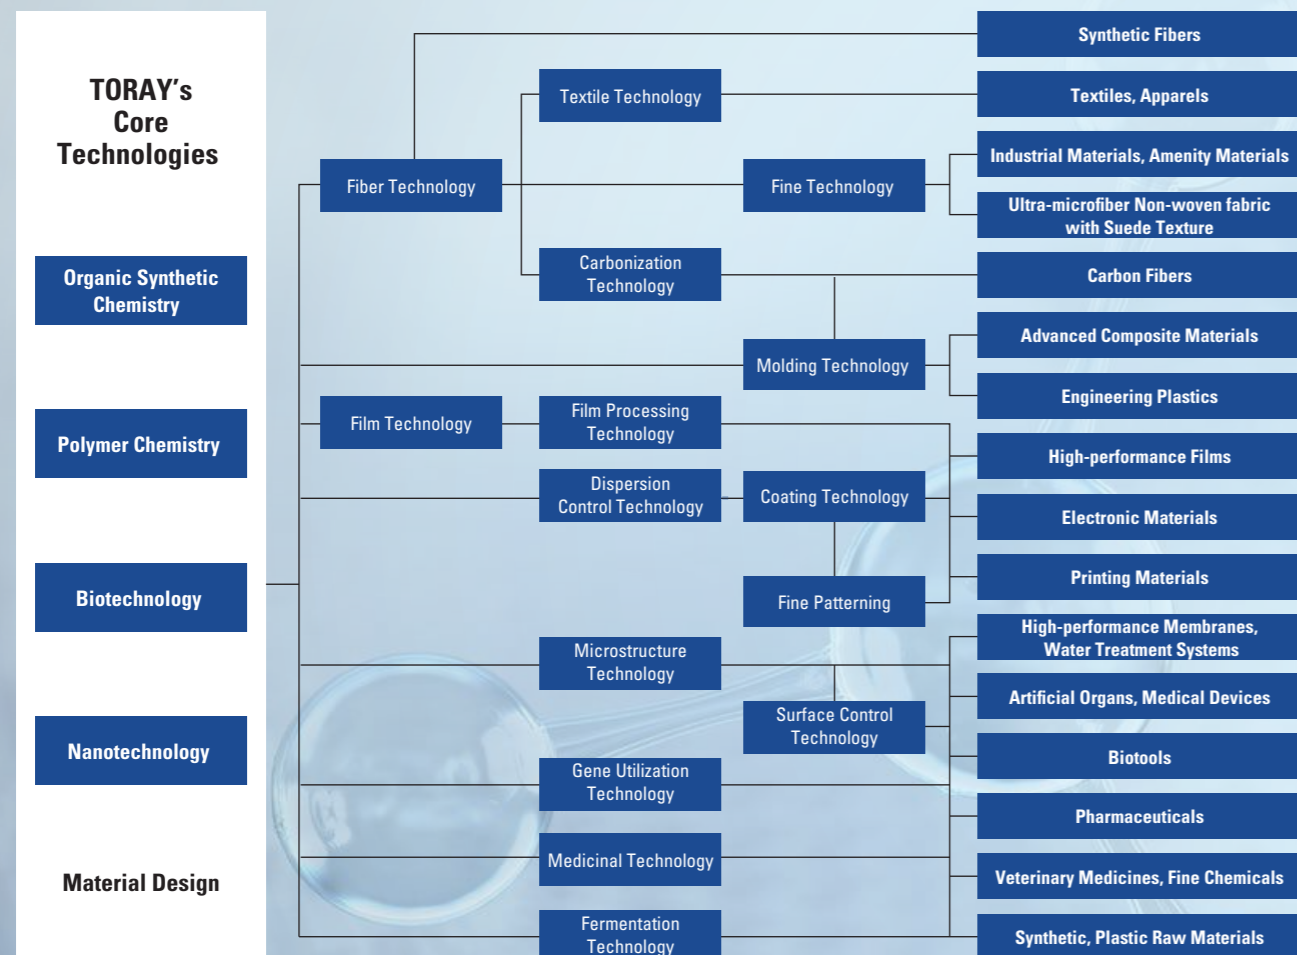 TORAY's
Core
Technologies
Organic Synthetic
Chemistry
Polymer Chemistry
Biotechnology
Nanotechnology
Material Design
Fiber Technology
Film Technology
Textile Technology
Carbonization
Technology
Film Processing
Technology
Dispersion
Control Technology
Microstructure
Technology
Gene Utilization
Technology
Medicinal Technology
Fermentation
Technology
Fine Technology
Molding Technology
Coating Technology
Fine Patterning
Surface Control
Technology
Synthetic Fibers
Textiles, Apparels
Industrial Materials, Amenity Materials
Ultra-microfiber Non-woven fabric
with Suede Texture
Carbon Fibers
Advanced Composite Materials
Engineering Plastics
High-performance Films
Electronic Materials
Printing Materials
High-performance Membranes,
Water Treatment Systems
Artificial Organs, Medical Devices
Biotools
Pharmaceuticals
Veterinary Medicines, Fine Chemicals
Synthetic, Plastic Raw Materials